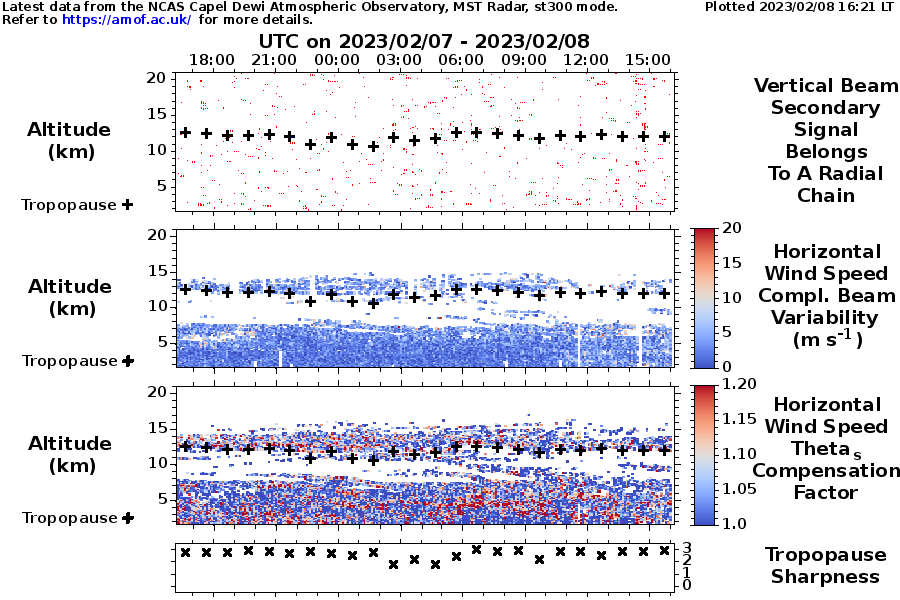 Latest data from the NCAS Capel Dewi Atmospheric Observatory, MST Radar, st300 mode.
Plotted 2023/02/08 16:21 LT
Refer to https://amof.ac.uk/ for more details.
UTC on 2023/02/07 - 2023/02/08
18:00 21:00 00:00 03:00 06:00 09:00 12:00 15:00
20
15
10
5
Altitude
(km)
Tropopause +
Vertical Beam
Secondary
Signal
Belongs
To A Radial
Chain
20
15
10
5
Altitude
(km)
Tropopause +
20
15
10
5
0
Horizontal
Wind Speed
Compl. Beam
Variability
(m s-1)
20
15
10
5
Altitude
(km)
Tropopause +
1.20
1.15
1.10
1.05
1.0
Horizontal
Wind Speed
Theta s
Compensation
Factor
3
2
1
0
Tropopause
Sharpness